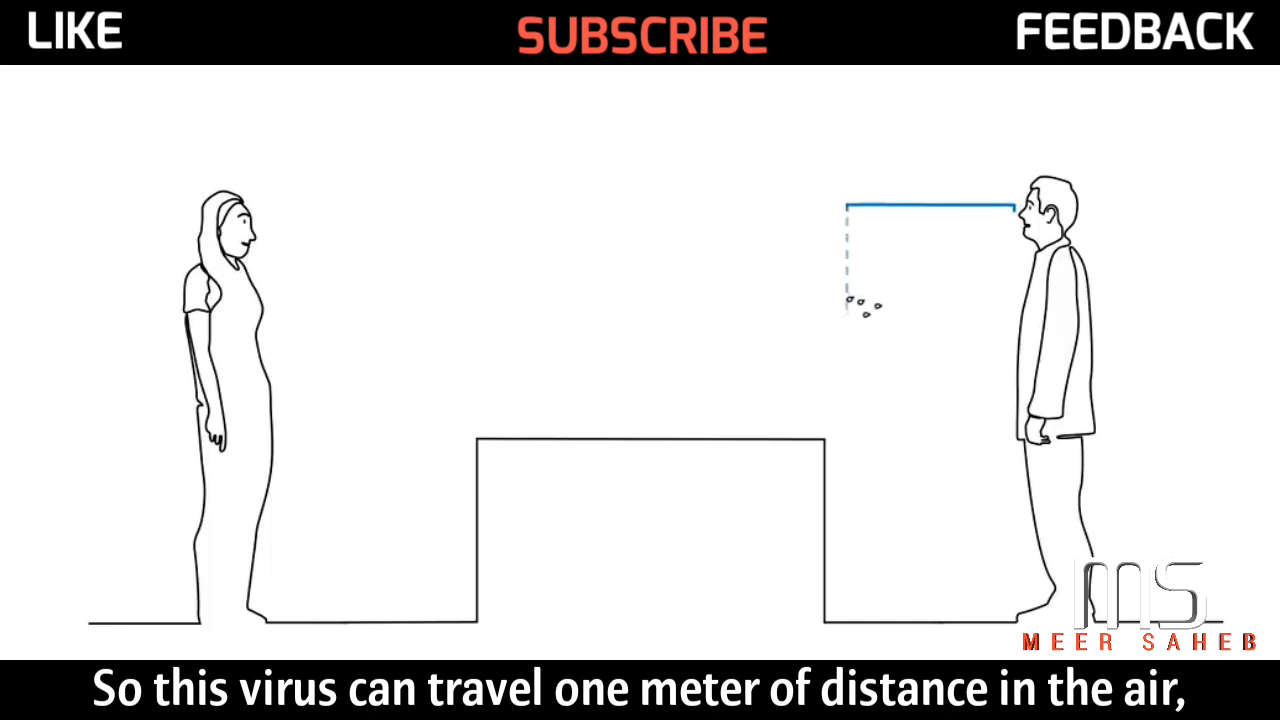 LIKE SUBSCRIBE FEEDBACK
MS
MEER SAHEB
So this virus can travel one meter of distance in the air,